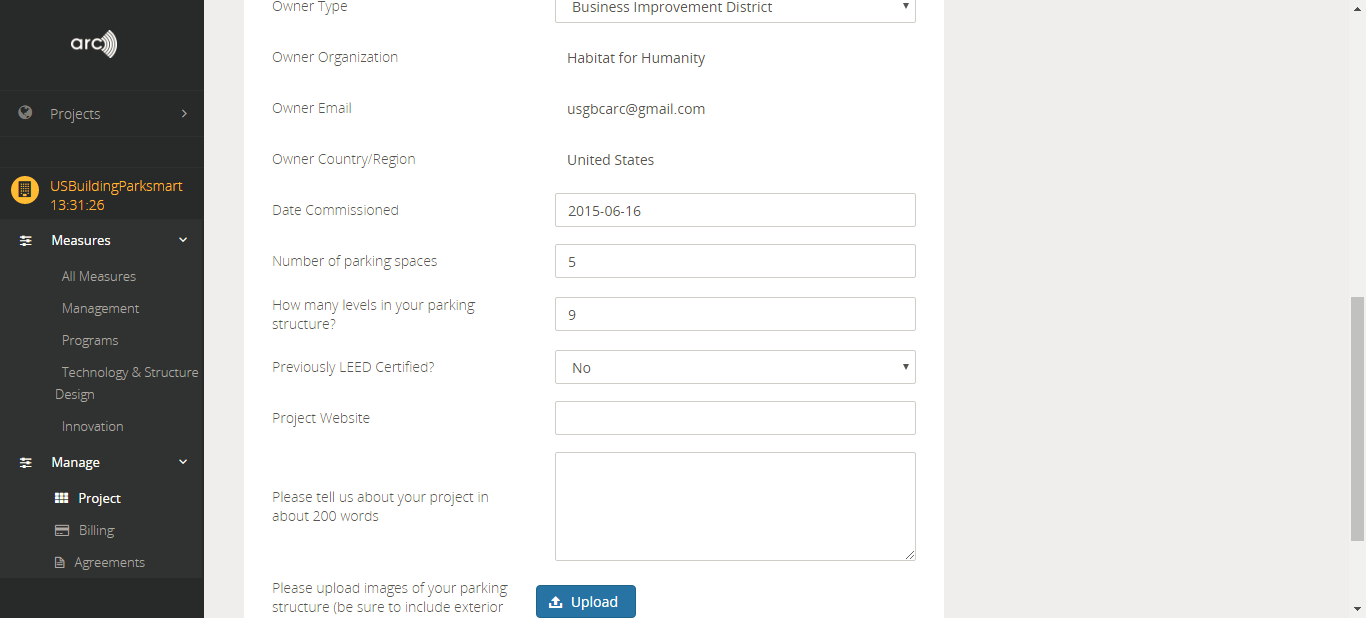 arc
Projects
USBuildingParksmart
13:31:26
Measures
All Measures
Management
Programs
Technology & Structure
Design
Innovation
Manage
Project
Billing
Agreements
Owner Type
Business Improvement District
Owner Organization
Habitat for Humanity
Owner Email
usgbcarc@gmail.com
Owner Country/Region
United States
Date Commissioned
2015-06-16
Number of parking spaces
5
How many levels in your parking
structure?
9
Previously LEED Certified?
No
Project Website
Please tell us about your project in
about 200 words
Please upload images of your parking
structure (be sure to include exterior
Upload